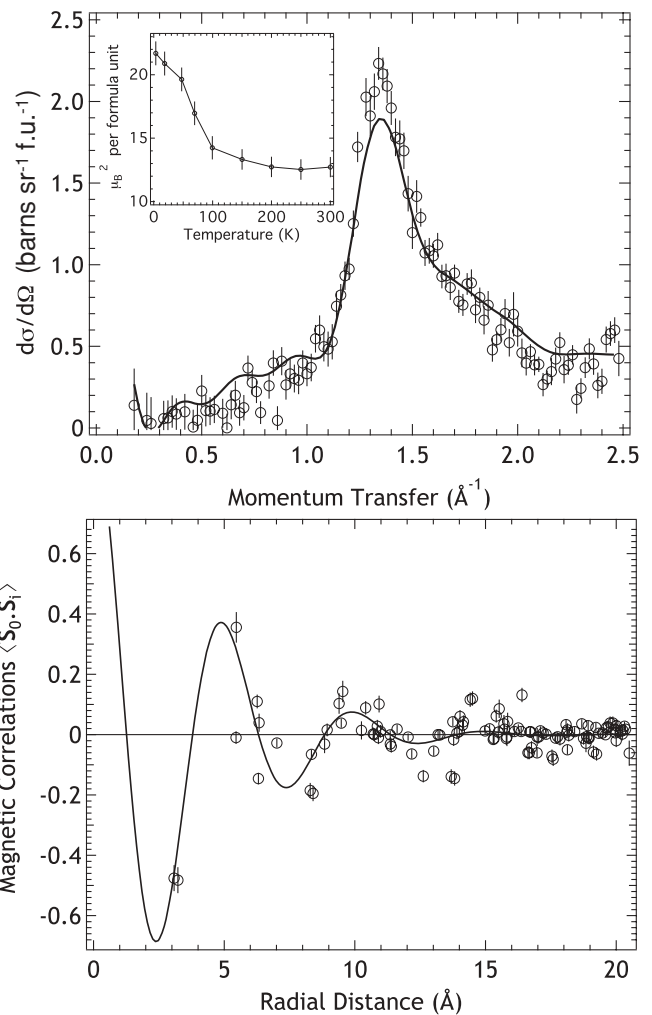 2.5
2.0
1.5
1.0
0.5
0
dσ/dΩ (barns sr⁻¹ f.u.⁻¹)
20
15
10
μB² per formula unit
0 100 200 300
Temperature (K)
0.0 0.5 1.0 1.5 2.0 2.5
Momentum Transfer (Å⁻¹)
0.6
0.4
0.2
0
-0.2
-0.4
-0.6
Magnetic Correlations ⟨S₀.Sᵢ⟩
0 5 10 15 20
Radial Distance (Å)